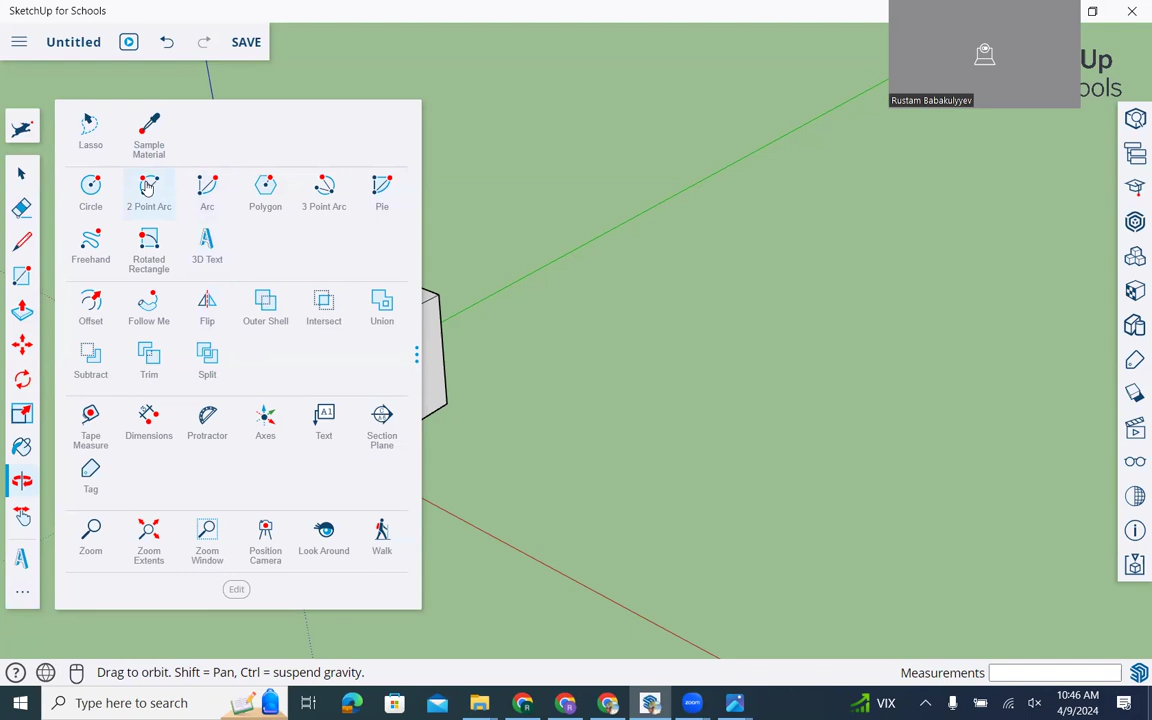 SketchUp for Schools
Untitled
SAVE
Rustam Babakulyyev
Up
ools
Lasso
Sample
Material
Circle
2 Point Arc
Arc
Polygon
3 Point Arc
Pie
Freehand
Rotated
Rectangle
3D Text
Offset
Follow Me
Flip
Outer Shell
Intersect
Union
Subtract
Trim
Split
Tape
Measure
Dimensions
Protractor
Axes
A1
Text
Section
Plane
Tag
Zoom
Zoom
Extents
Zoom
Window
Position
Camera
Look Around
Walk
Edit
Drag to orbit. Shift = Pan, Ctrl = suspend gravity.
Measurements
Type here to search
zoom
VIX
10:46 AM
4/9/2024